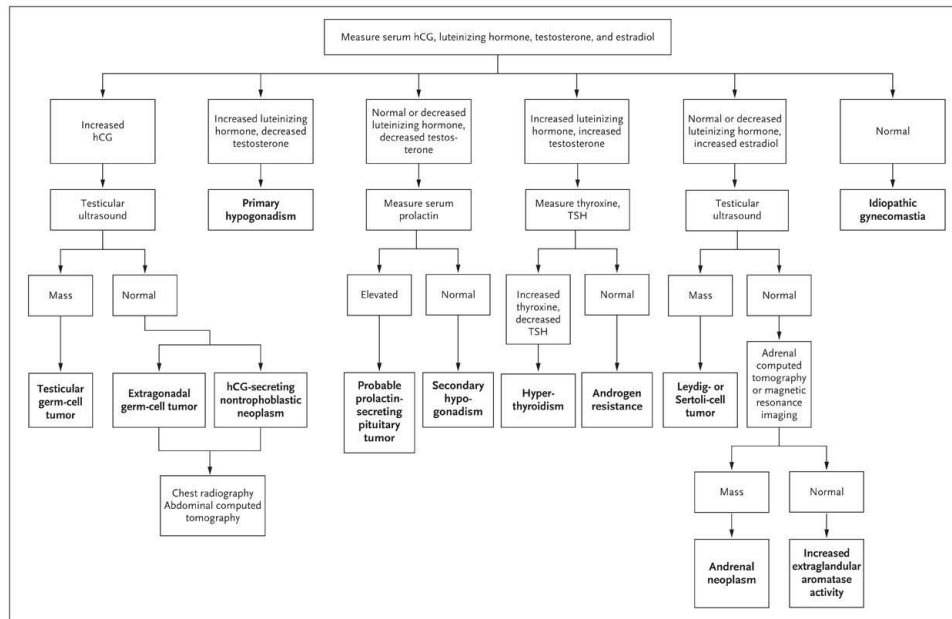 Measure serum hCG, luteinizing hormone, testosterone, and estradiol
Increased
hCG
Increased luteinizing
hormone, decreased
testosterone
Normal or decreased
luteinizing hormone,
decreased testos-
terone
Increased luteinizing
hormone, increased
testosterone
Normal or decreased
luteinizing hormone,
increased estradiol
Normal
Testicular
ultrasound
Primary
hypogonadism
Measure serum
prolactin
Measure thyroxine,
TSH
Testicular
ultrasound
Idiopathic
gynecomastia
Mass
Normal
Elevated
Normal
Increased
thyroxine,
decreased
TSH
Normal
Mass
Normal
Testicular
germ-cell
tumor
Extragonadal
germ-cell tumor
hCG-secreting
nontrophoblastic
neoplasm
Probable
prolactin-
secreting
pituitary
tumor
Secondary
hypo-
gonadism
Hyper-
thyroidism
Androgen
resistance
Leydig- or
Sertoli-cell
tumor
Adrenal
computed
tomography
or magnetic
resonance
imaging
Chest radiography
Abdominal computed
tomography
Mass
Normal
Andrenal
neoplasm
Increased
extraglandular
aromatase
activity